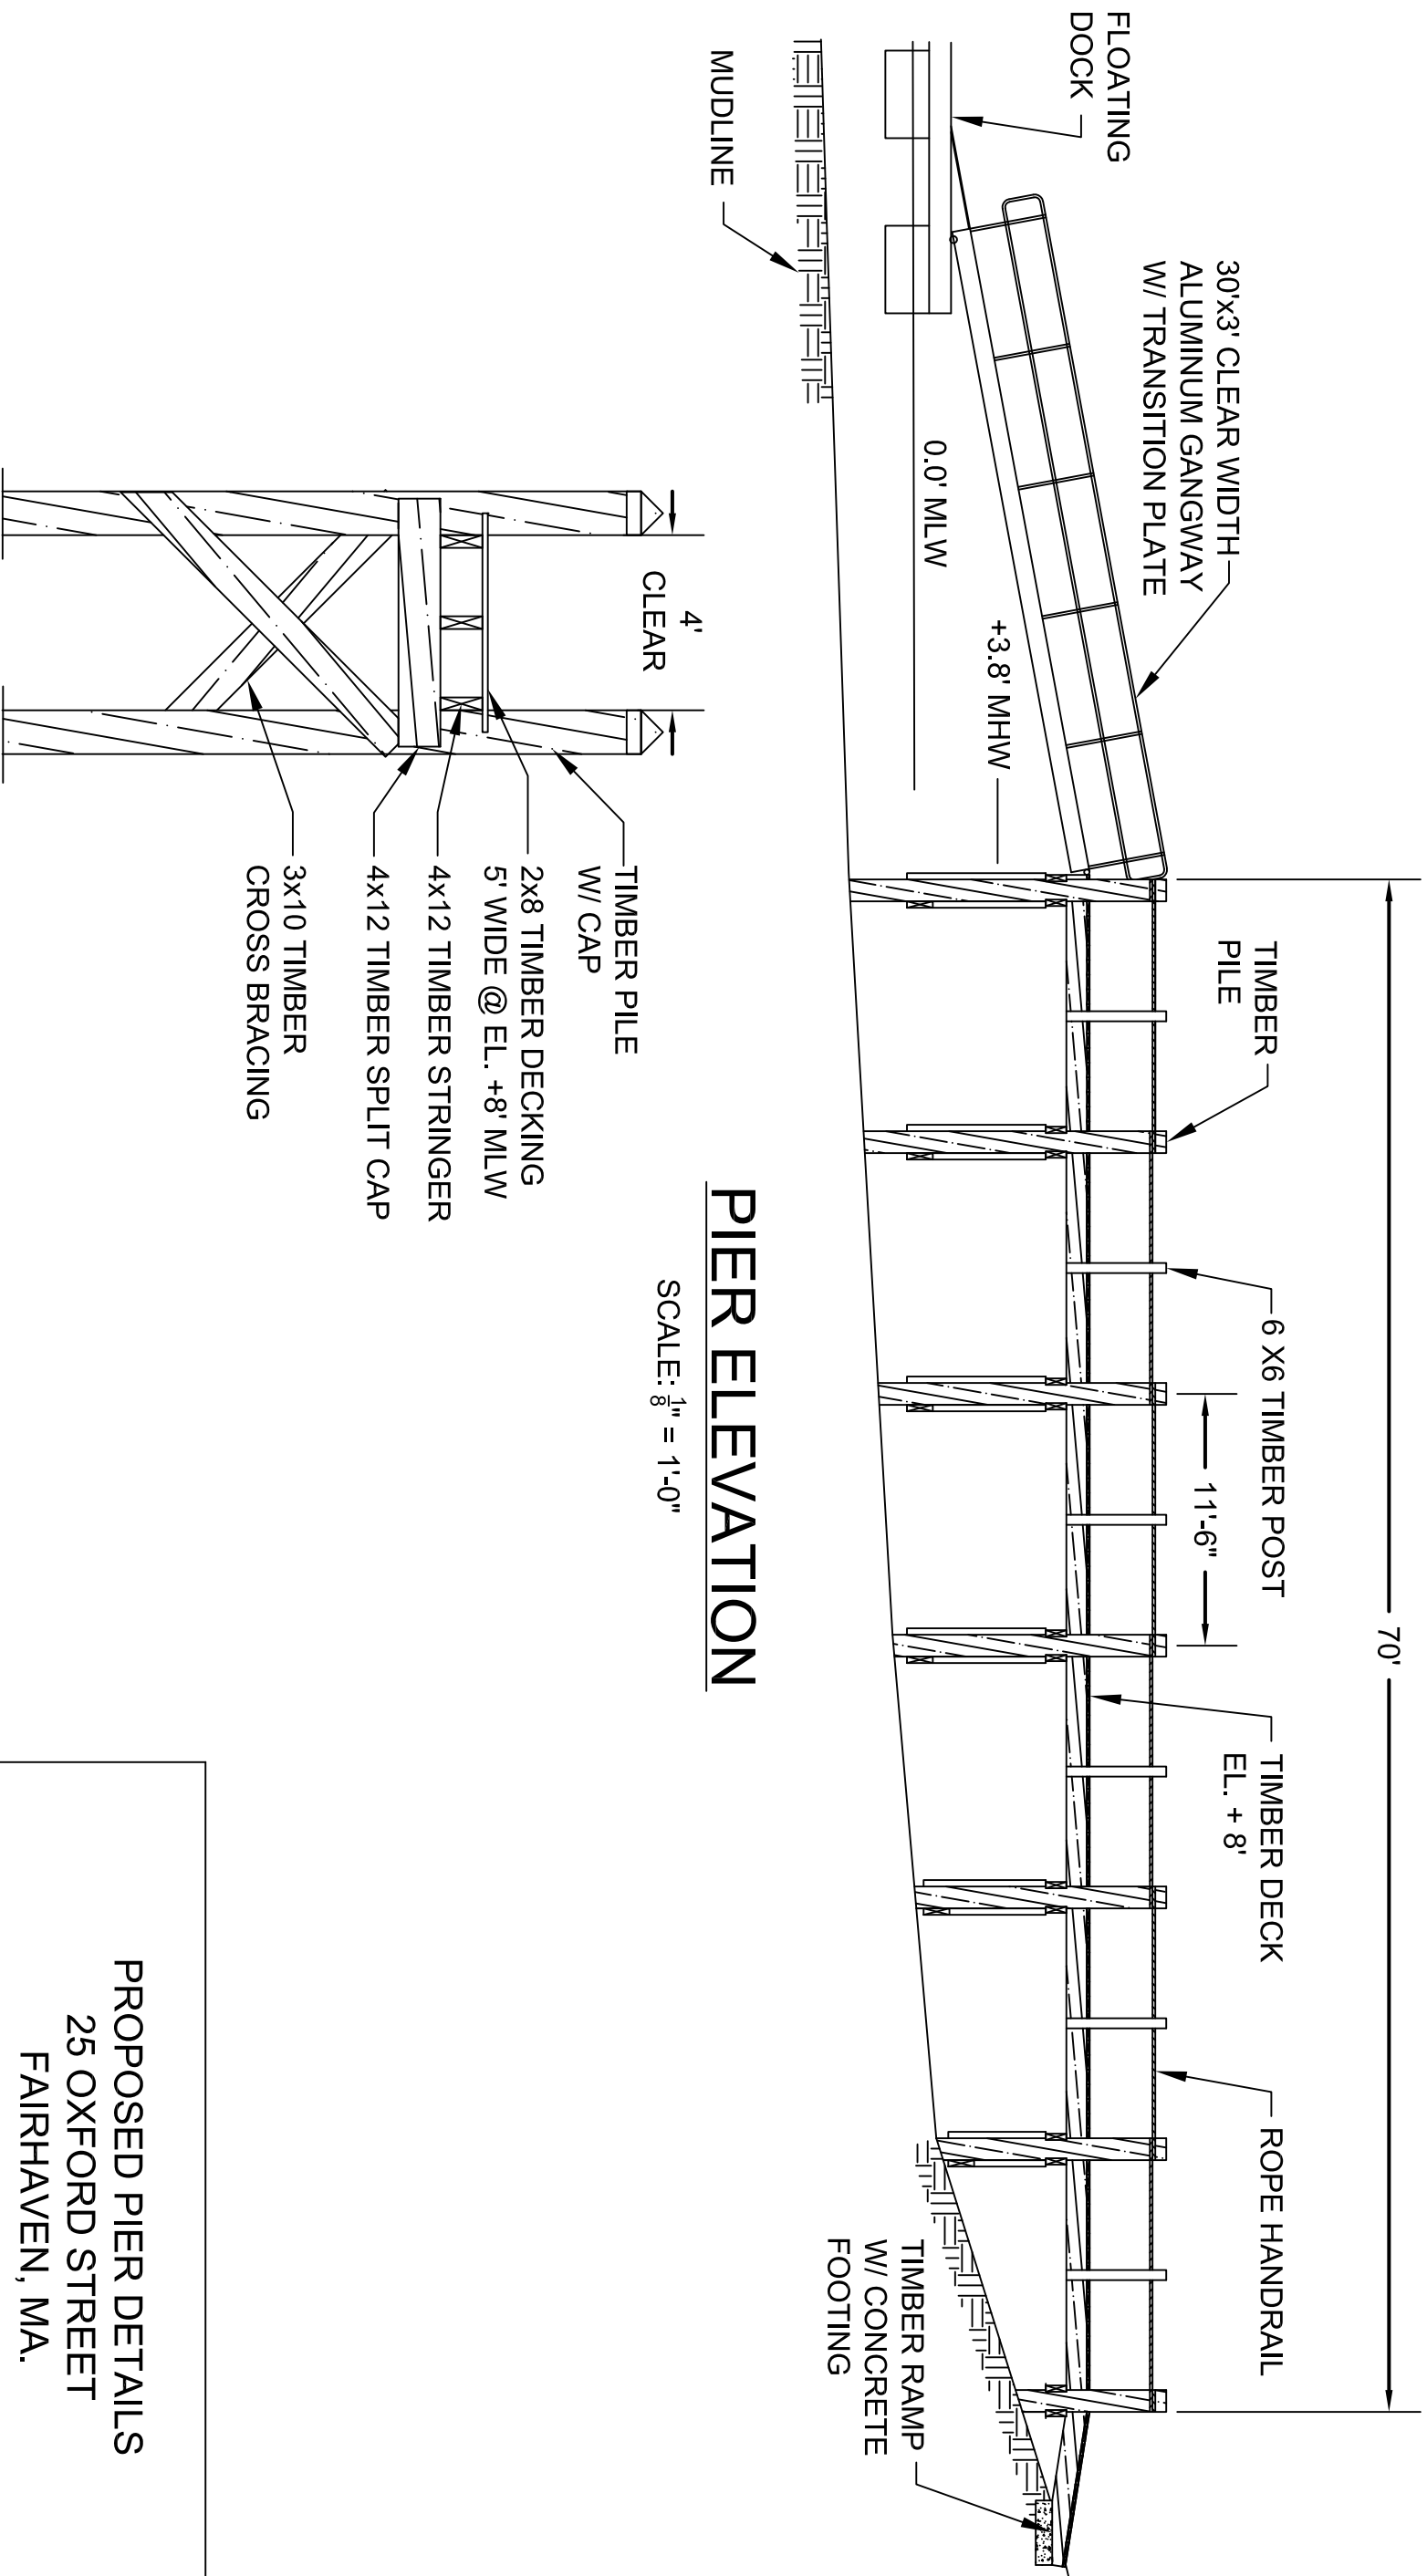 70'
FLOATING
DOCK
30'x3' CLEAR WIDTH
ALUMINUM GANGWAY
W/ TRANSITION PLATE
TIMBER
PILE
6 X6 TIMBER POST
11'-6"
TIMBER DECK
EL. + 8'
ROPE HANDRAIL
+3.8' MHW
0.0' MLW
MUDLINE
TIMBER RAMP
W/ CONCRETE
FOOTING
PIER ELEVATION
SCALE: 1/8" = 1'-0"
4'
CLEAR
TIMBER PILE
W/ CAP
2x8 TIMBER DECKING
5' WIDE @ EL. +8' MLW
4x12 TIMBER STRINGER
4x12 TIMBER SPLIT CAP
3x10 TIMBER
CROSS BRACING
PROPOSED PIER DETAILS
25 OXFORD STREET
FAIRHAVEN, MA.